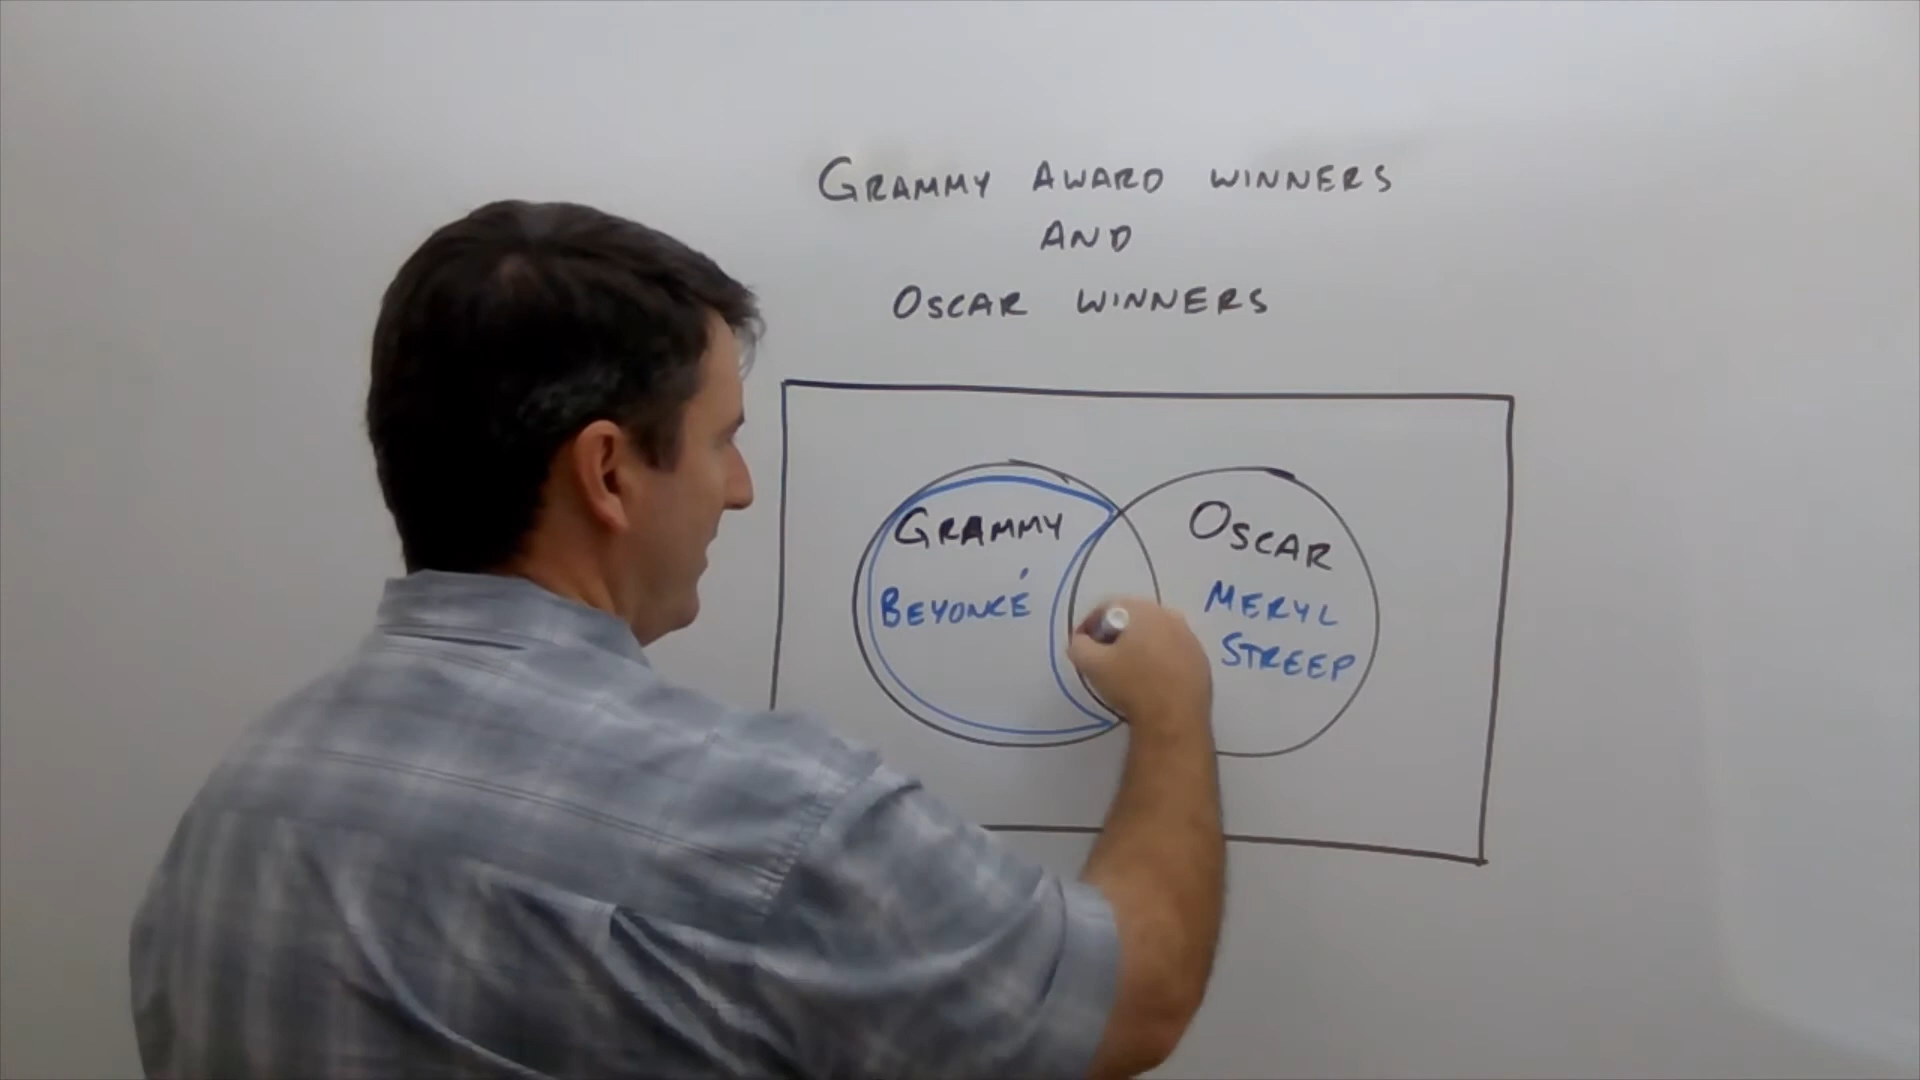 GRAMMY AWARD WINNERS
AND
OSCAR WINNERS
GRAMMY
BEYONCÉ
OSCAR
MERYL
STREEP